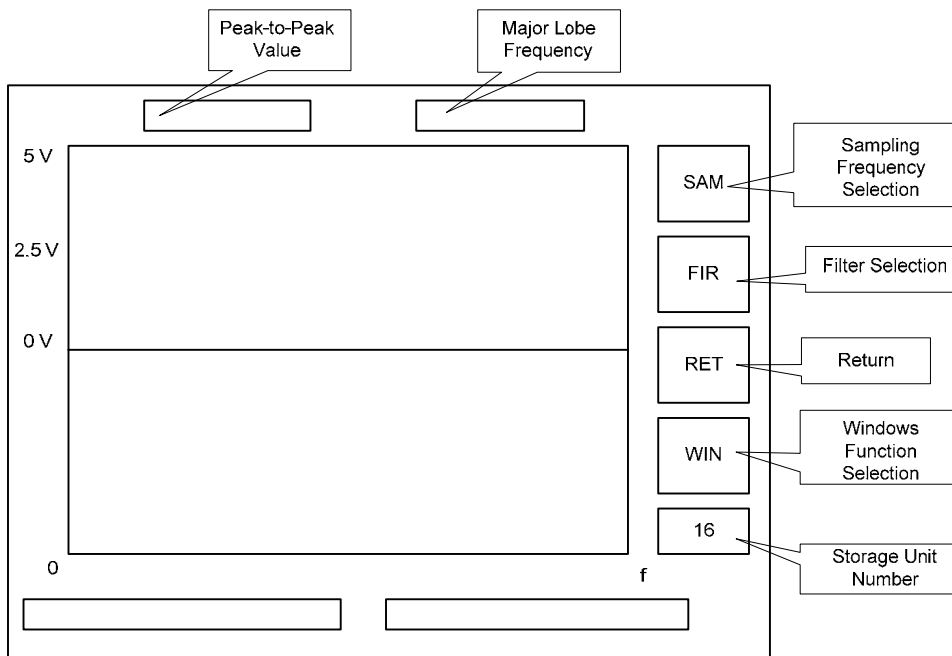 Peak-to-Peak
Value
Major Lobe
Frequency
5 V
2.5 V
0 V
0
f
SAM
Sampling
Frequency
Selection
FIR
Filter Selection
RET
Return
WIN
Windows
Function
Selection
16
Storage Unit
Number